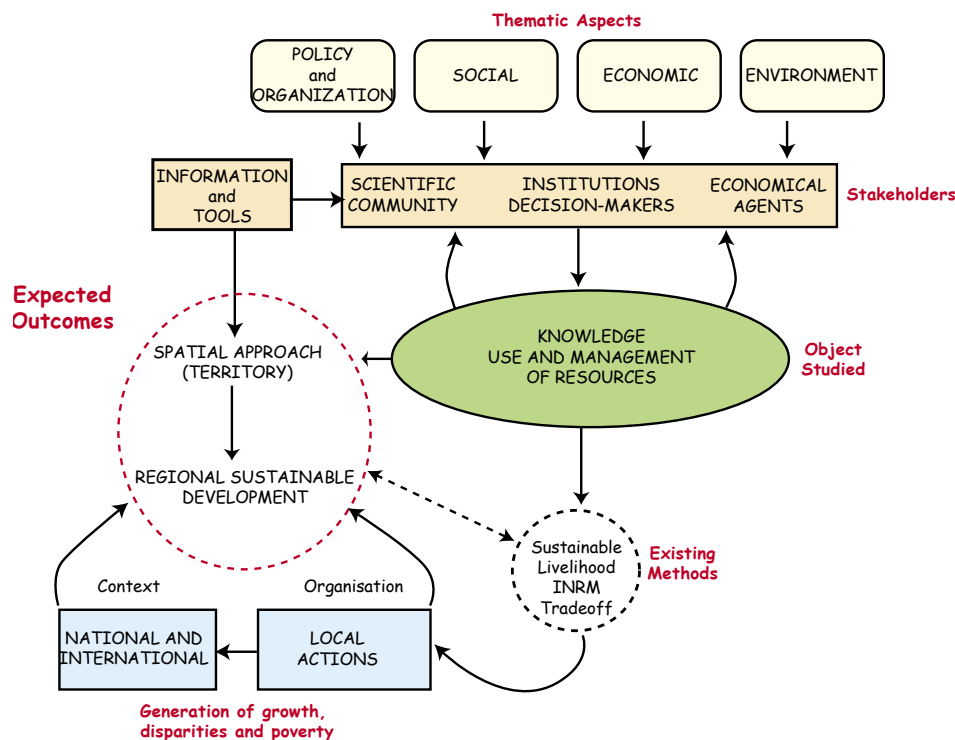 Thematic Aspects
POLICY
and
ORGANIZATION
SOCIAL
ECONOMIC
ENVIRONMENT
INFORMATION
and
TOOLS
SCIENTIFIC
COMMUNITY
INSTITUTIONS
DECISION-MAKERS
ECONOMICAL
AGENTS
Stakeholders
Expected
Outcomes
SPATIAL APPROACH
(TERRITORY)
KNOWLEDGE
USE AND MANAGEMENT
OF RESOURCES
Object
Studied
REGIONAL SUSTAINABLE
DEVELOPMENT
Sustainable
Livelihood
INRM
Tradeoff
Existing
Methods
Context
Organisation
NATIONAL AND
INTERNATIONAL
LOCAL
ACTIONS
Generation of growth,
disparities and poverty